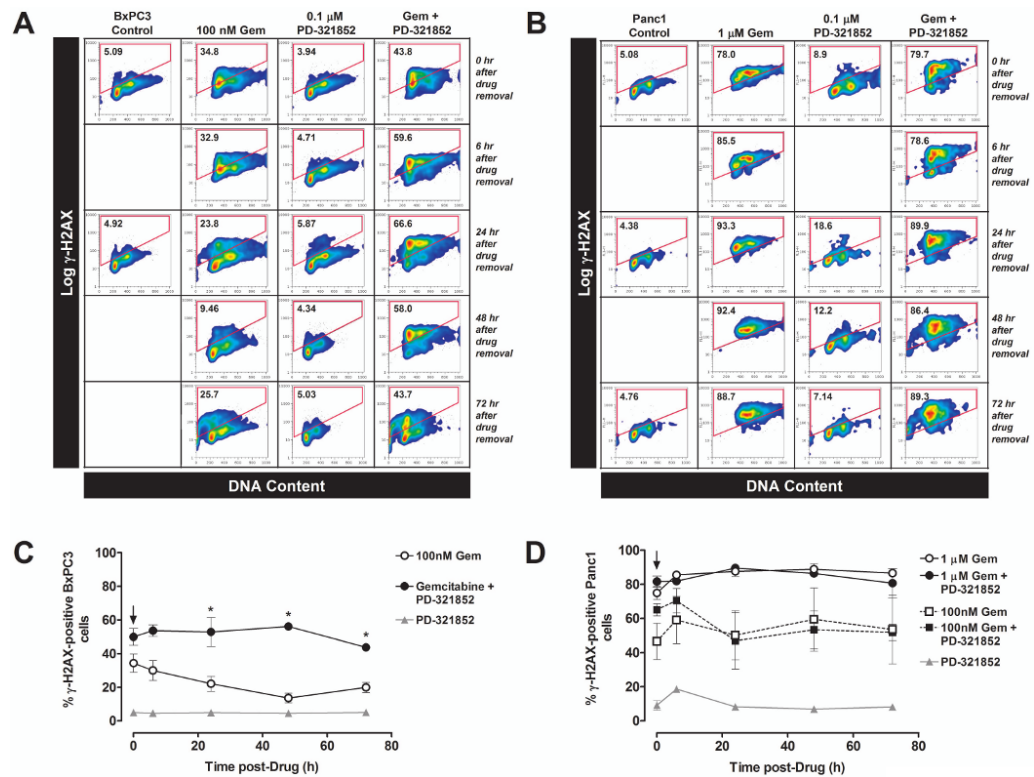 A
BxPC3
Control
100 nM Gem
0.1 µM
PD-321852
Gem +
PD-321852
Log γ-H2AX
5.09
34.8
3.94
43.8
0 hr
after
drug
removal
32.9
4.71
59.6
6 hr
after
drug
removal
4.92
23.8
5.87
66.6
24 hr
after
drug
removal
9.46
4.34
58.0
48 hr
after
drug
removal
25.7
5.03
43.7
72 hr
after
drug
removal
DNA Content
B
Panc1
Control
1 µM Gem
0.1 µM
PD-321852
Gem +
PD-321852
Log γ-H2AX
5.08
78.0
8.9
79.7
0 hr
after
drug
removal
85.5
78.6
6 hr
after
drug
removal
4.38
93.3
18.6
89.9
24 hr
after
drug
removal
92.4
12.2
86.4
48 hr
after
drug
removal
4.76
88.7
7.14
89.3
72 hr
after
drug
removal
DNA Content
C
% γ-H2AX-positive BxPC3
cells
100
80
60
40
20
0
0 20 40 60 80
Time post-Drug (h)
* * *
100nM Gem
Gemcitabine +
PD-321852
PD-321852
D
% γ-H2AX-positive Panc1
cells
100
80
60
40
20
0
0 20 40 60 80
Time post-Drug (h)
1 µM Gem
1 µM Gem +
PD-321852
100nM Gem
100nM Gem +
PD-321852
PD-321852